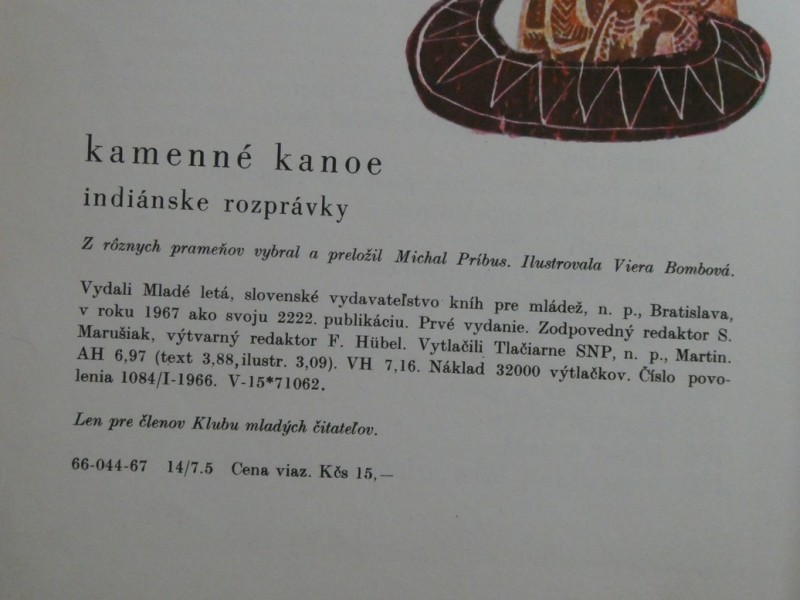 kamenné kanoe
indiánske rozprávky
Z rôznych prameňov vybral a preložil Michal Príbus. Ilustrovala Viera Bombová.
Vydali Mladé letá, slovenské vydavateľstvo kníh pre mládež, n. p., Bratislava,
v roku 1967 ako svoju 2222. publikáciu. Prvé vydanie. Zodpovedný redaktor S.
Marušiak, výtvarný redaktor F. Hübel. Vytlačili Tlačiarne SNP, n. p., Martin.
AH 6,97 (text 3,88, ilustr. 3,09). VH 7,16. Náklad 32000 výtlačkov. Číslo povo-
lenia 1084/I-1966. V-15*71062.
Len pre členov Klubu mladých čitateľov.
66-044-67 14/7.5 Cena viaz. Kčs 15,—